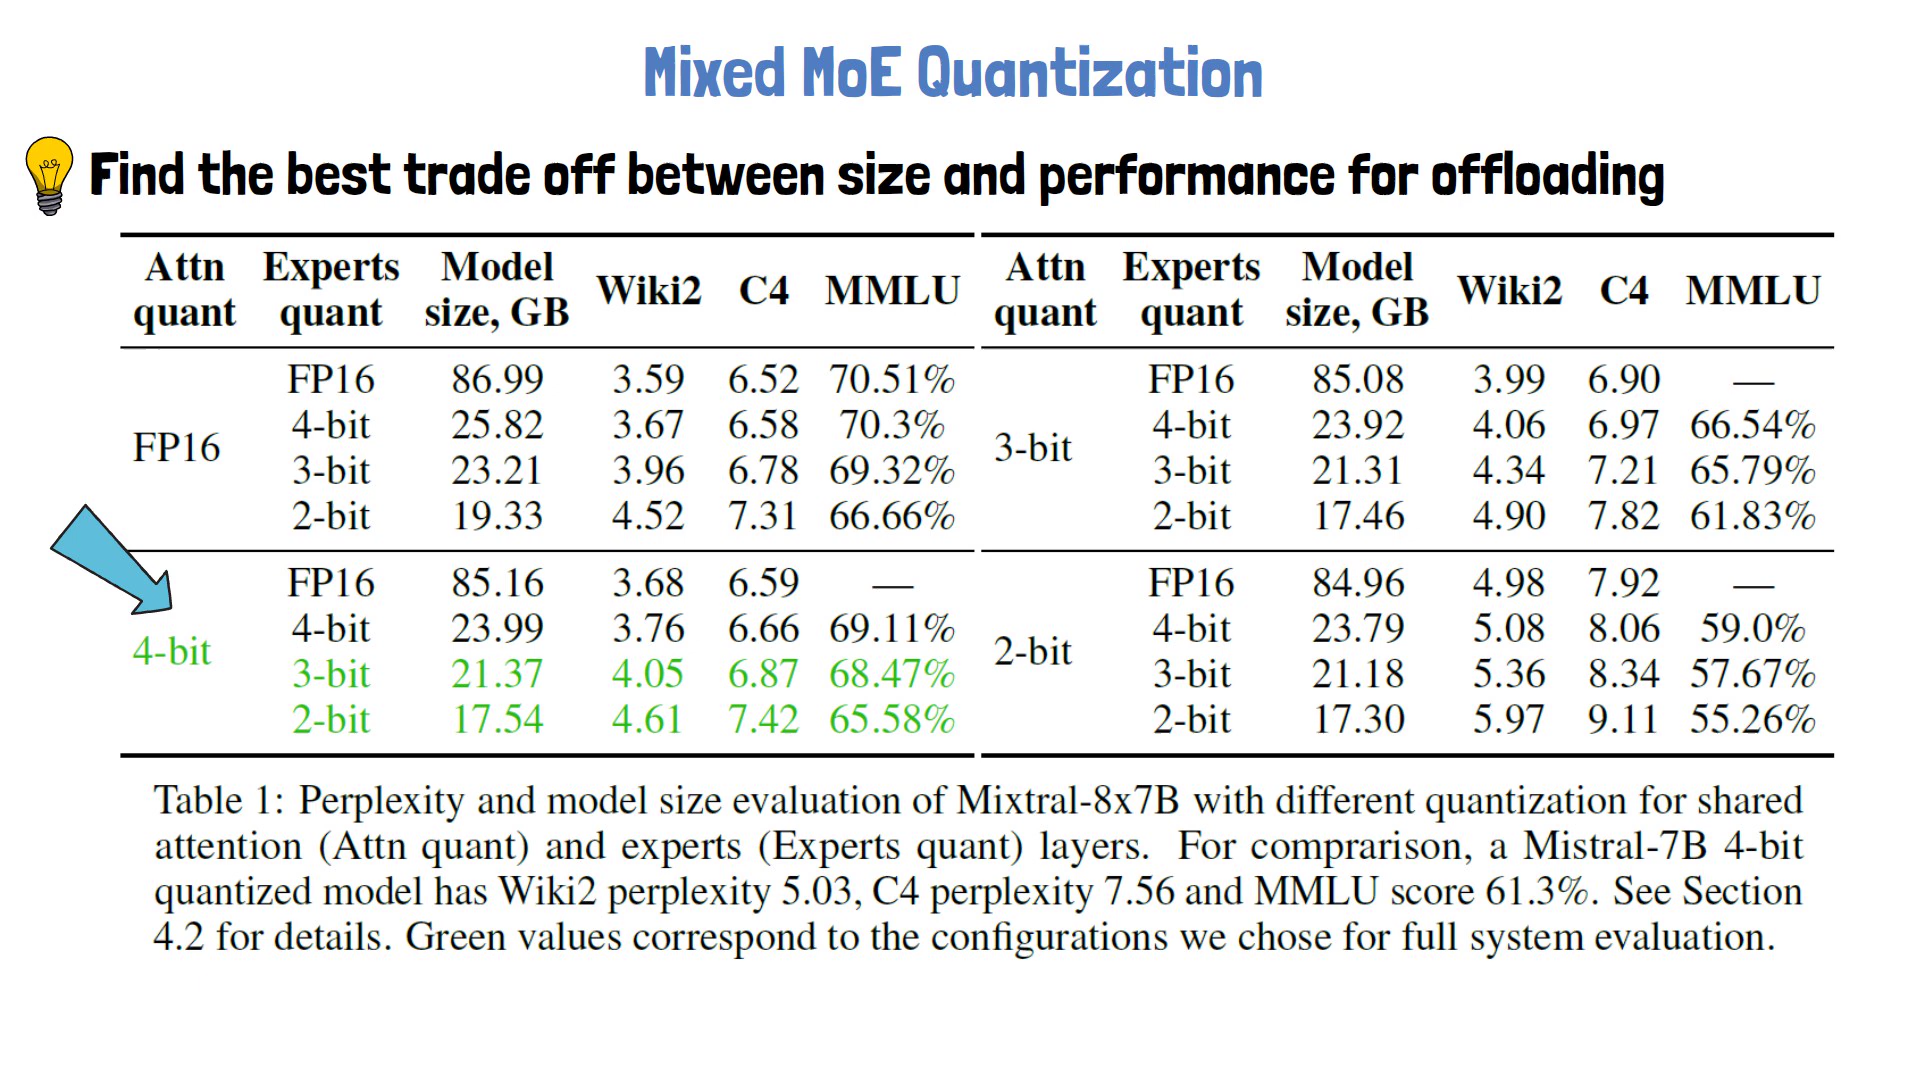 Mixed MoE Quantization
Find the best trade off between size and performance for offloading
Attn quant Experts quant Model size, GB Wiki2 C4 MMLU
FP16 FP16 86.99 3.59 6.52 70.51%
4-bit 25.82 3.67 6.58 70.3%
3-bit 23.21 3.96 6.78 69.32%
2-bit 19.33 4.52 7.31 66.66%
4-bit FP16 85.16 3.68 6.59 —
4-bit 23.99 3.76 6.66 69.11%
3-bit 21.37 4.05 6.87 68.47%
2-bit 17.54 4.61 7.42 65.58%
Attn quant Experts quant Model size, GB Wiki2 C4 MMLU
3-bit FP16 85.08 3.99 6.90 —
4-bit 23.92 4.06 6.97 66.54%
3-bit 21.31 4.34 7.21 65.79%
2-bit 17.46 4.90 7.82 61.83%
2-bit FP16 84.96 4.98 7.92 —
4-bit 23.79 5.08 8.06 59.0%
3-bit 21.18 5.36 8.34 57.67%
2-bit 17.30 5.97 9.11 55.26%
Table 1: Perplexity and model size evaluation of Mixtral-8x7B with different quantization for shared
attention (Attn quant) and experts (Experts quant) layers. For comprarison, a Mistral-7B 4-bit
quantized model has Wiki2 perplexity 5.03, C4 perplexity 7.56 and MMLU score 61.3%. See Section
4.2 for details. Green values correspond to the configurations we chose for full system evaluation.